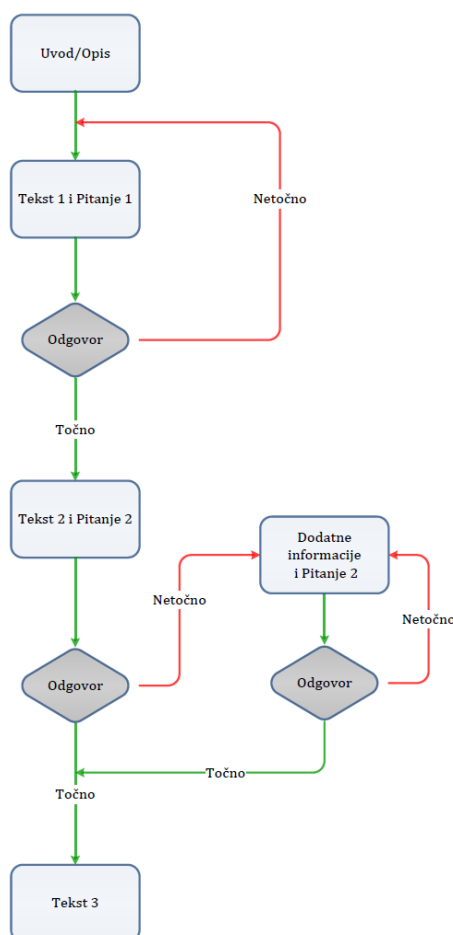 Uvod/Opis
Tekst 1 i Pitanje 1
Netočno
Odgovor
Točno
Tekst 2 i Pitanje 2
Dodatne
informacije
i Pitanje 2
Netočno
Netočno
Odgovor
Odgovor
Točno
Točno
Tekst 3